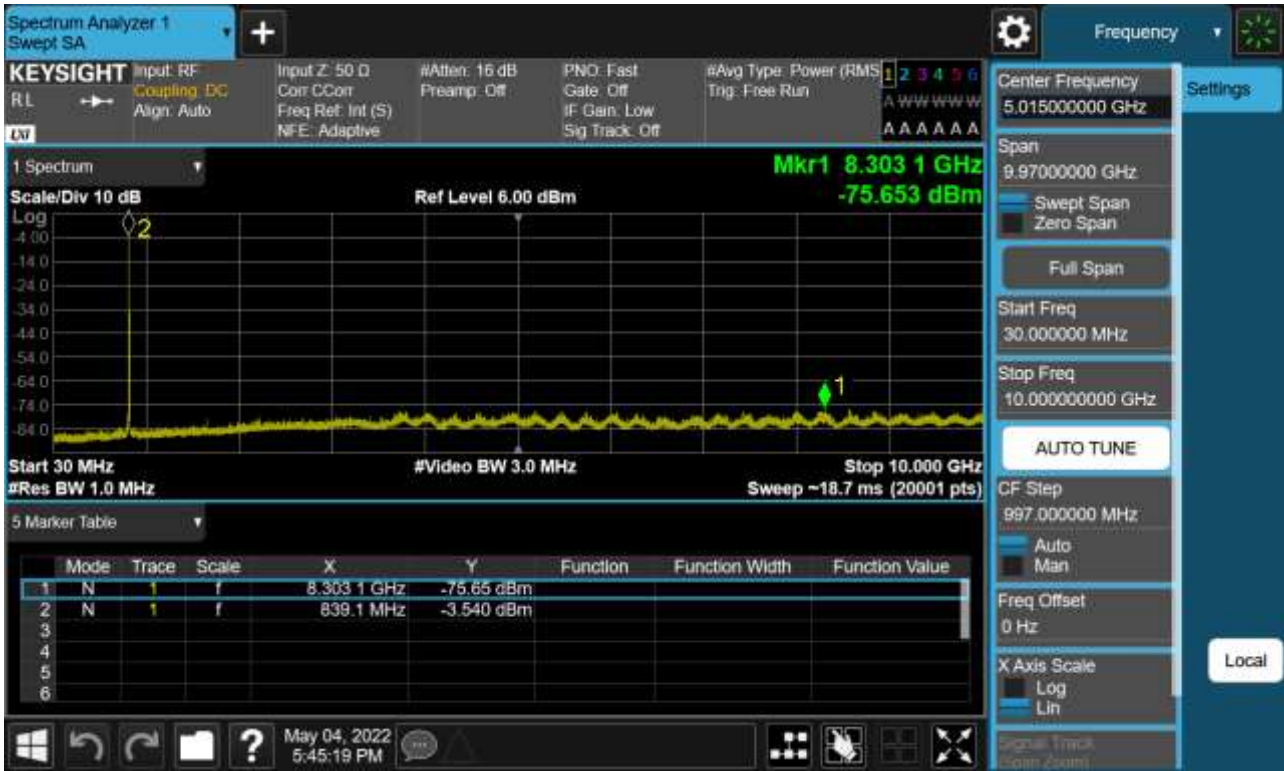 Spectrum Analyzer 1
Swept SA
+
Frequency
KEYSIGHT
RL
LXI
Input: RF
Coupling: DC
Align: Auto
Input Z: 50 Ω
Corr CCorr
Freq Ref: Int (S)
NFE: Adaptive
#Atten: 16 dB
Preamp: Off
PNO: Fast
Gate: Off
IF Gain: Low
Sig Track: Off
#Avg Type: Power (RMS
Trig: Free Run
1 2 3 4 5 6
A W W W W W
A A A A A A
1 Spectrum
Mkr1 8.303 1 GHz
-75.653 dBm
Scale/Div 10 dB
Ref Level 6.00 dBm
Log
-4.00
-14.0
-24.0
-34.0
-44.0
-54.0
-64.0
-74.0
-84.0
2
1
Start 30 MHz
#Video BW 3.0 MHz
Stop 10.000 GHz
#Res BW 1.0 MHz
Sweep ~18.7 ms (20001 pts)
5 Marker Table
Mode Trace Scale X Y Function Function Width Function Value
1 N 1 f 8.303 1 GHz -75.65 dBm
2 N 1 f 839.1 MHz -3.540 dBm
3
4
5
6
?
May 04, 2022
5:45:19 PM
Center Frequency
5.015000000 GHz
Settings
Span
9.97000000 GHz
Swept Span
Zero Span
Full Span
Start Freq
30.000000 MHz
Stop Freq
10.000000000 GHz
AUTO TUNE
CF Step
997.000000 MHz
Auto
Man
Freq Offset
0 Hz
X Axis Scale
Log
Lin
Local
Signal Track
(Span Zoom)